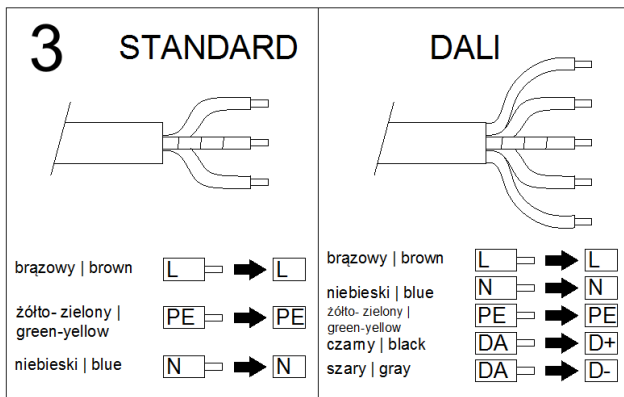 3 STANDARD
brązowy | brown L L
żółto- zielony |
green-yellow PE PE
niebieski | blue N N
DALI
brązowy | brown L L
niebieski | blue N N
żółto- zielony |
green-yellow PE PE
czarny | black DA D+
szary | gray DA D-